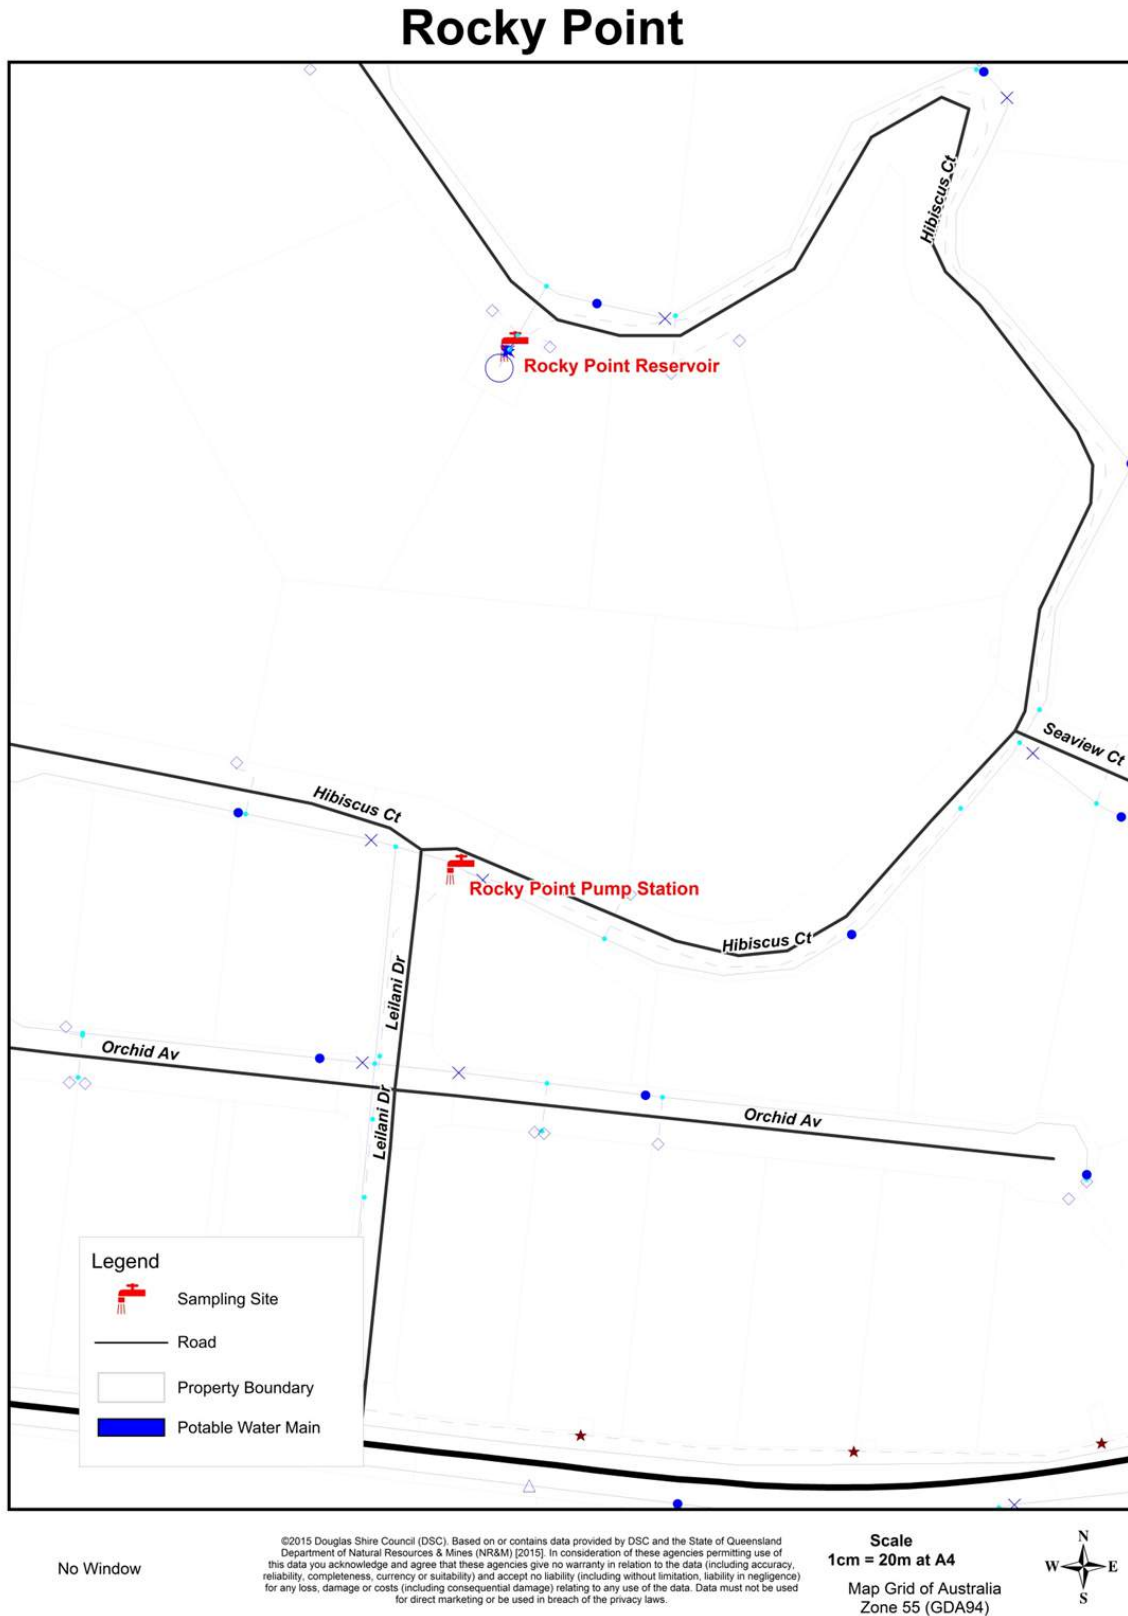 Rocky Point
Hibiscus Ct
Rocky Point Reservoir
Seaview Ct
Hibiscus Ct
Rocky Point Pump Station
Hibiscus Ct
Leilani Dr
Orchid Av
Leilani Dr
Orchid Av
Legend
Sampling Site
Road
Property Boundary
Potable Water Main
No Window
©2015 Douglas Shire Council (DSC). Based on or contains data provided by DSC and the State of Queensland
Department of Natural Resources & Mines (NR&M) [2015]. In consideration of these agencies permitting use of
this data you acknowledge and agree that these agencies give no warranty in relation to the data (including accuracy,
reliability, completeness, currency or suitability) and accept no liability (including without limitation, liability in negligence)
for any loss, damage or costs (including consequential damage) relating to any use of the data. Data must not be used
for direct marketing or be used in breach of the privacy laws.
Scale
1cm = 20m at A4
Map Grid of Australia
Zone 55 (GDA94)
N
W E
S